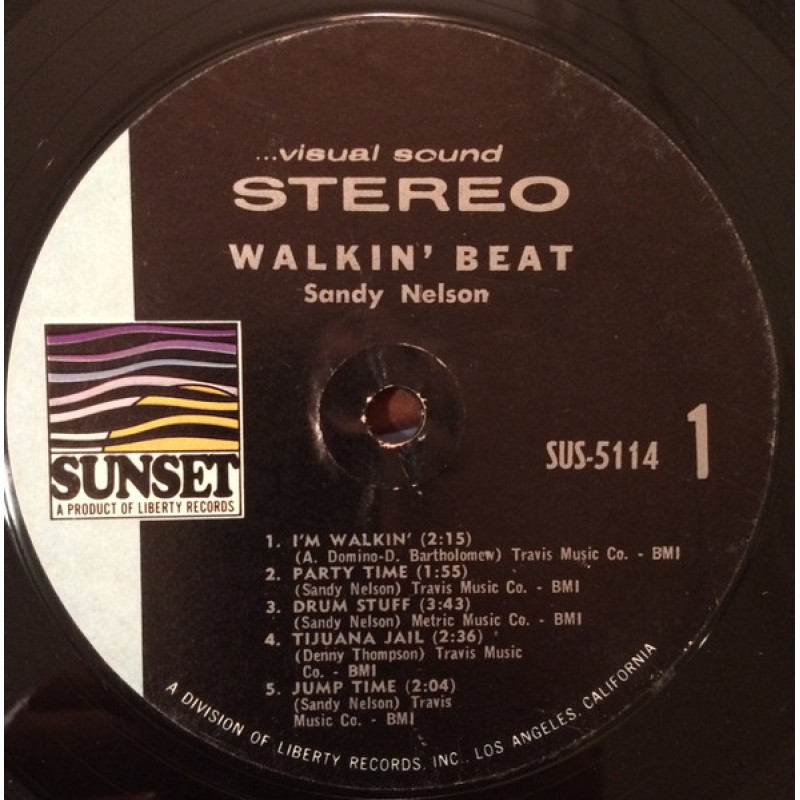 ...visual sound
STEREO
WALKIN' BEAT
Sandy Nelson
SUNSET
A PRODUCT OF LIBERTY RECORDS
SUS-5114 1
1. I'M WALKIN' (2:15)
(A. Domino-D. Bartholomew) Travis Music Co. - BMI
2. PARTY TIME (1:55)
(Sandy Nelson) Travis Music Co. - BMI
3. DRUM STUFF (3:43)
(Sandy Nelson) Metric Music Co. - BMI
4. TIJUANA JAIL (2:36)
(Denny Thompson) Travis Music
Co. - BMI
5. JUMP TIME (2:04)
(Sandy Nelson) Travis
Music Co. - BMI
A DIVISION OF LIBERTY RECORDS, INC., LOS ANGELES, CALIFORNIA